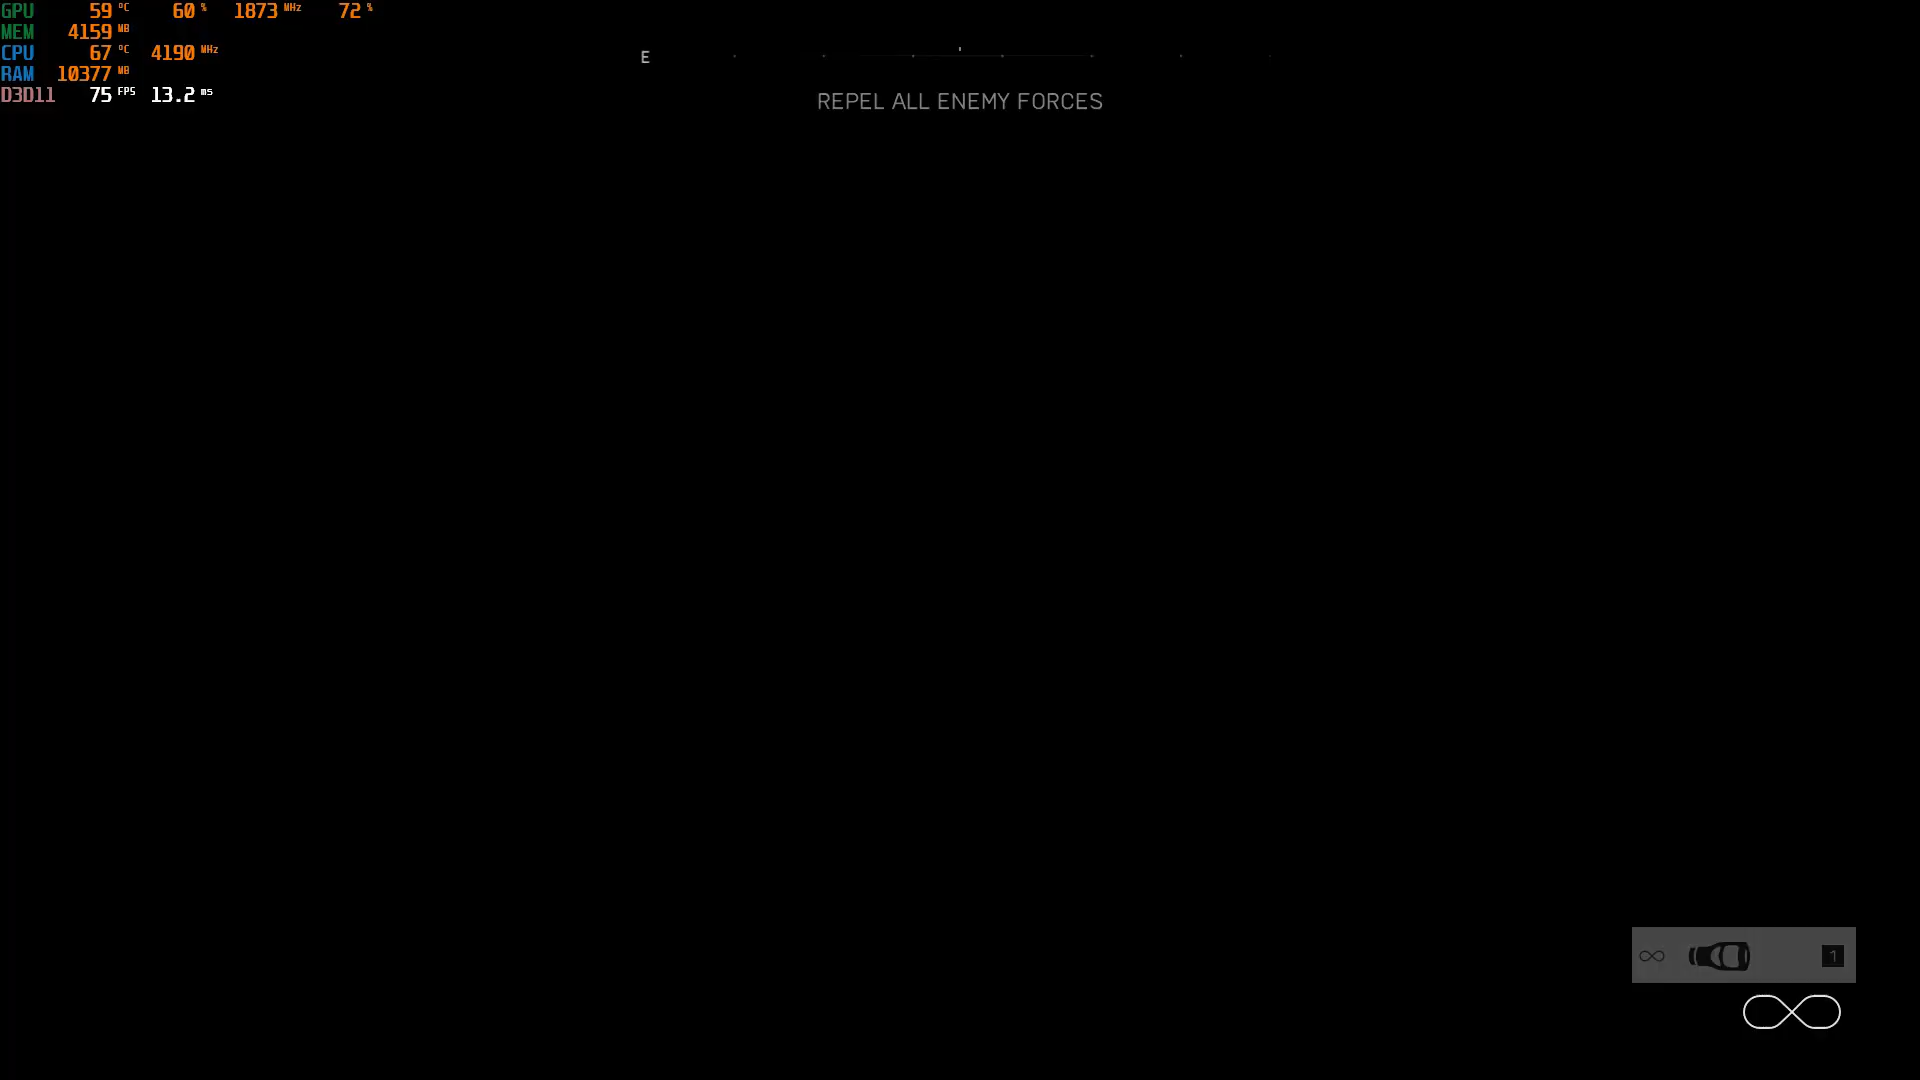 GPU 59 °C 60 % 1873 MHz 72 %
MEM 4159 MB
CPU 67 °C 4190 MHz
RAM 10377 MB
D3D11 75 FPS 13.2 ms
E
REPEL ALL ENEMY FORCES
∞ 1
∞